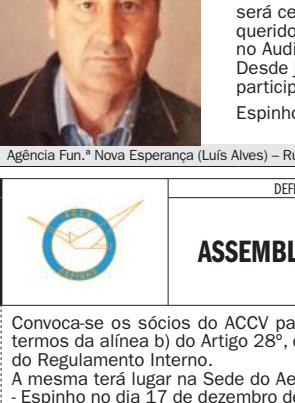 será ce
querido
no Audi
Desde j
particip
Espinho
Agência Fun.ª Nova Esperança (Luís Alves) – Ru
DEF
ACCV
ESPINHO
ASSEMBL
Convoca-se os sócios do ACCV pa
termos da alínea b) do Artigo 28º,
do Regulamento Interno.
A mesma terá lugar na Sede do Ae
- Espinho no dia 17 de dezembro de